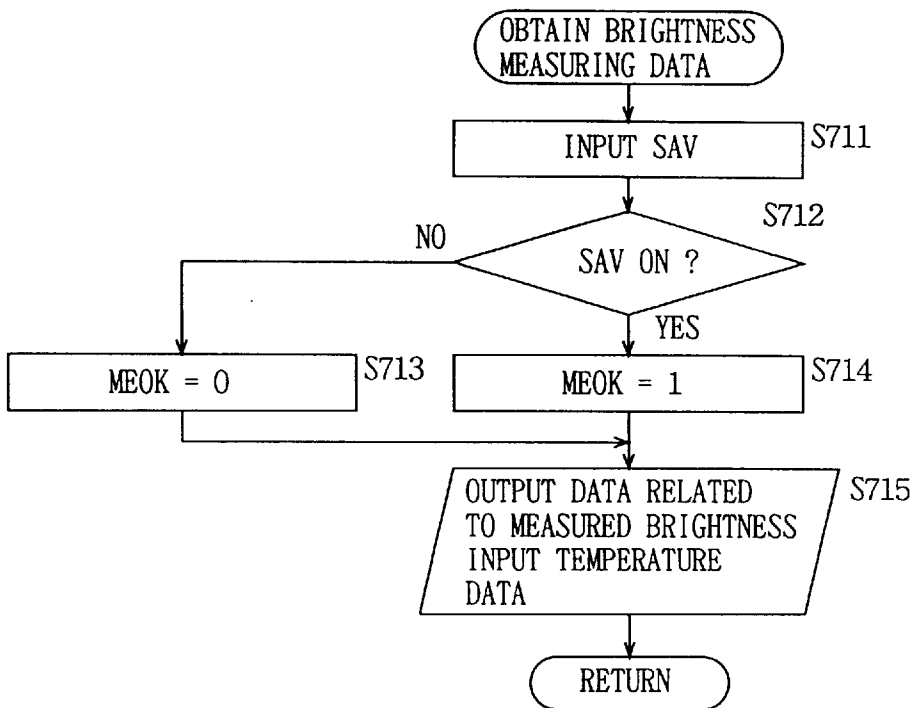 OBTAIN BRIGHTNESS
MEASURING DATA
INPUT SAV
S711
S712
SAV ON ?
NO
YES
MEOK = 0
S713
MEOK = 1
S714
OUTPUT DATA RELATED
TO MEASURED BRIGHTNESS
INPUT TEMPERATURE
DATA
S715
RETURN